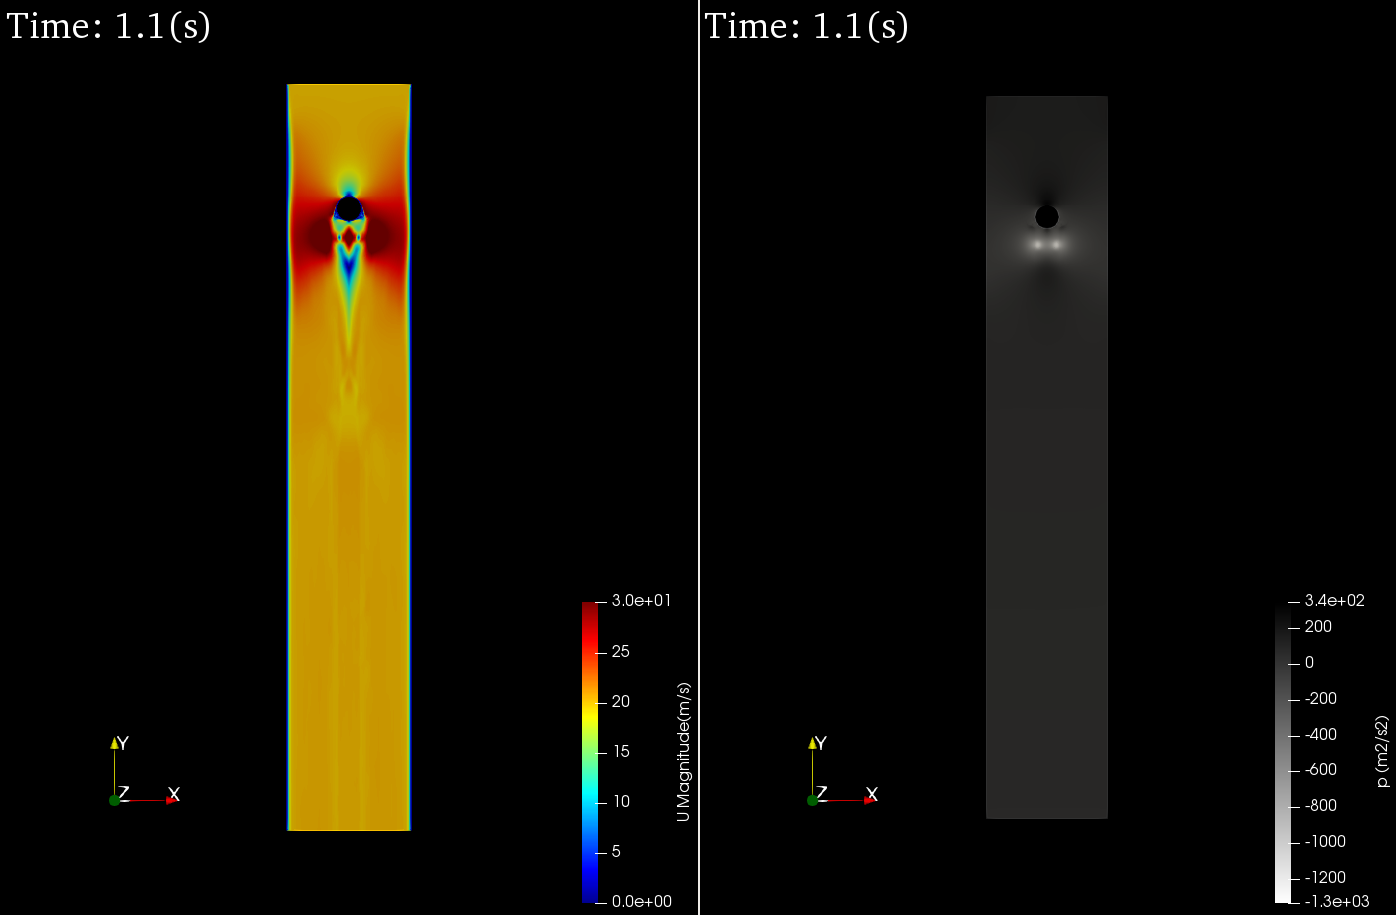 Time: 1.1(s)
3.0e+01
25
20
15
10
5
0.0e+00
U Magnitude(m/s)
Y
Z
X
Time: 1.1(s)
3.4e+02
200
0
-200
-400
-600
-800
-1000
-1200
-1.3e+03
p (m2/s2)
Y
Z
X